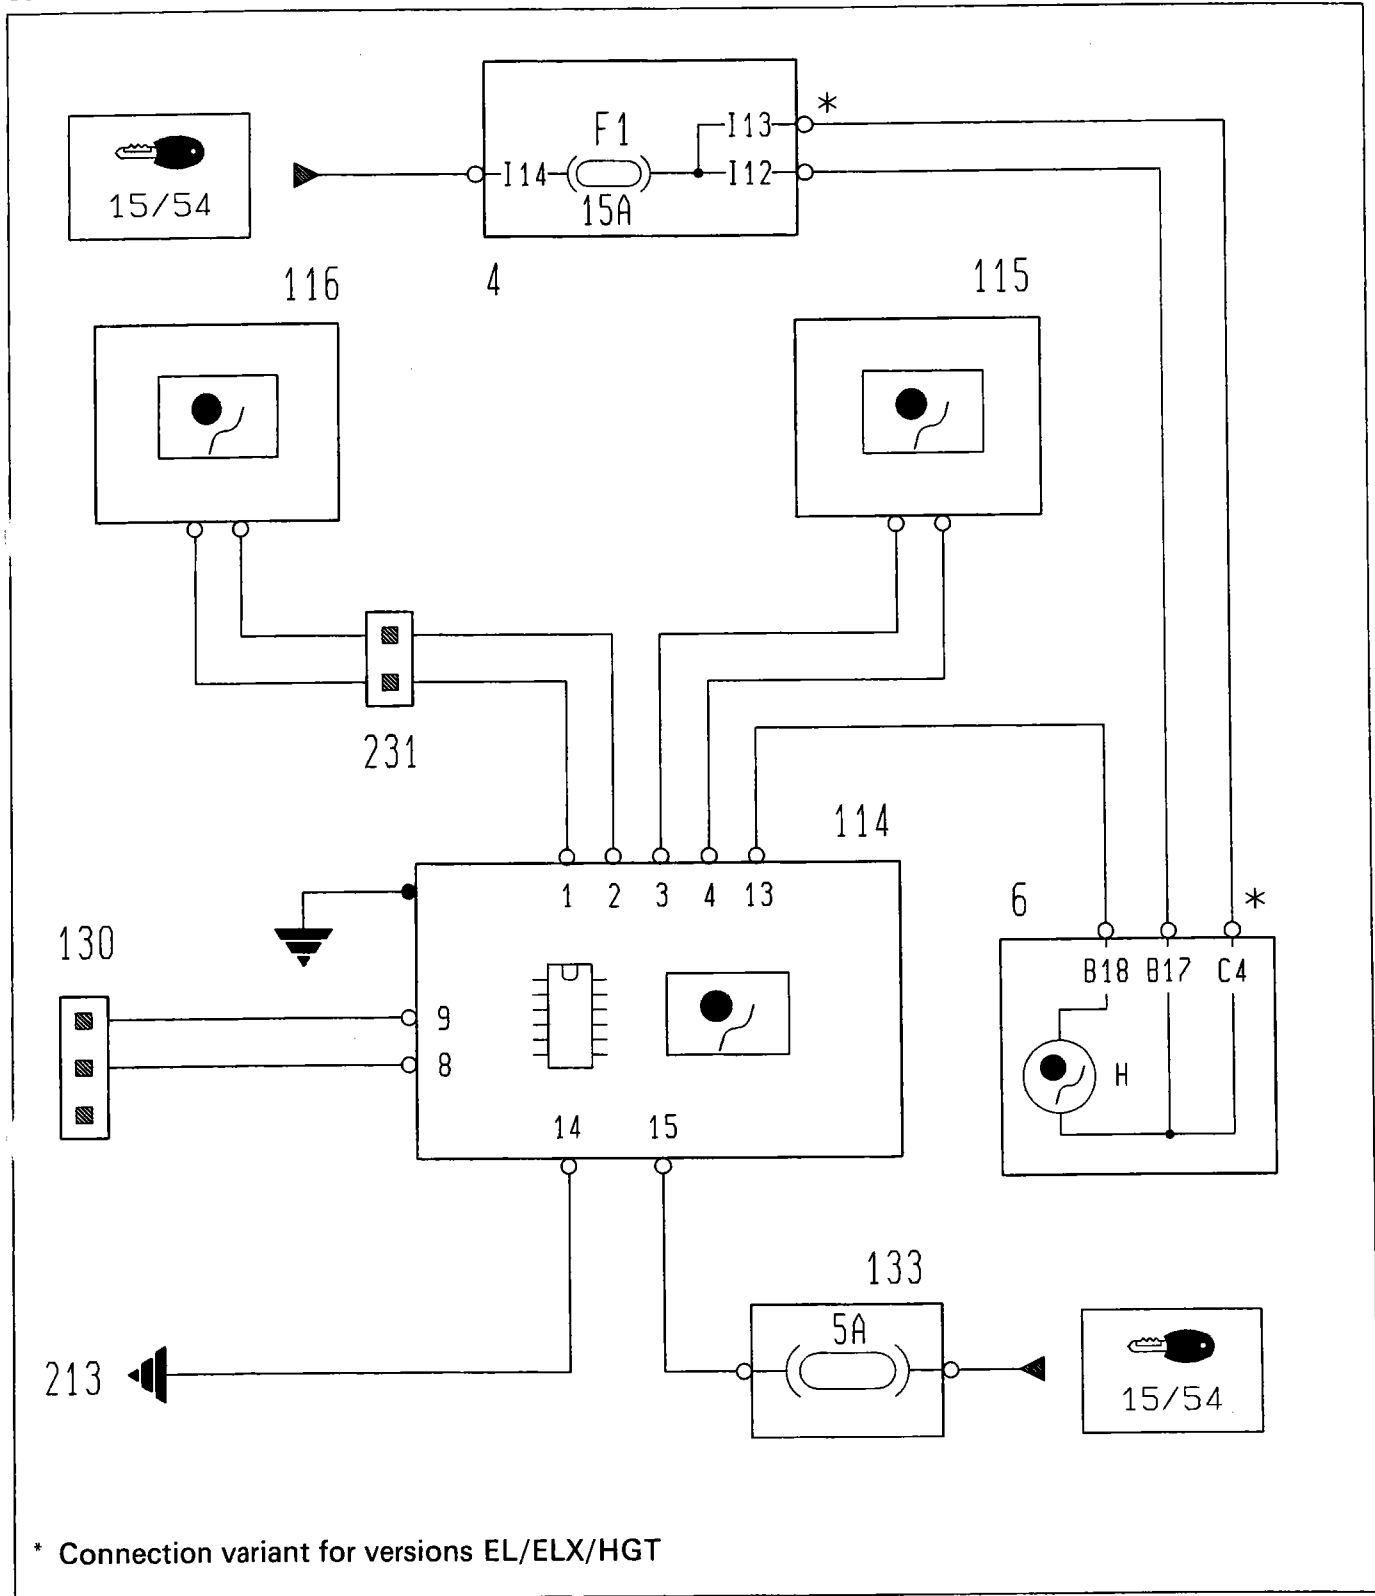 *
F1
I13
I14
I12
15A
15/54
116
4
115
231
114
1 2 3 4 13
6
*
130
B18 B17 C4
9
8
H
14 15
133
5A
213
15/54
* Connection variant for versions EL/ELX/HGT